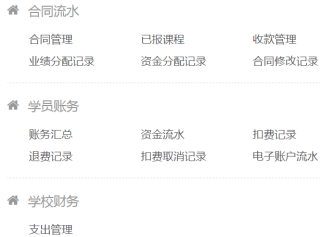 合同流水
合同管理 已报课程 收款管理
业绩分配记录 资金分配记录 合同修改记录
学员账务
账务汇总 资金流水 扣费记录
退费记录 扣费取消记录 电子账户流水
学校财务
支出管理